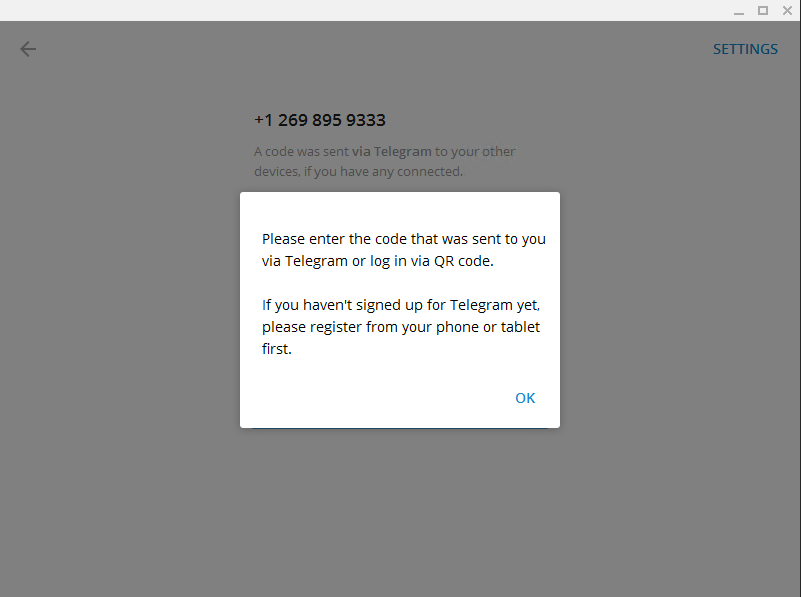 SETTINGS
+1 269 895 9333
A code was sent via Telegram to your other
devices, if you have any connected.
Please enter the code that was sent to you
via Telegram or log in via QR code.
If you haven't signed up for Telegram yet,
please register from your phone or tablet
first.
OK